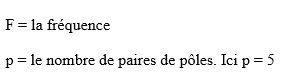 F = la fréquence
p = le nombre de paires de pôles. Ici p = 5